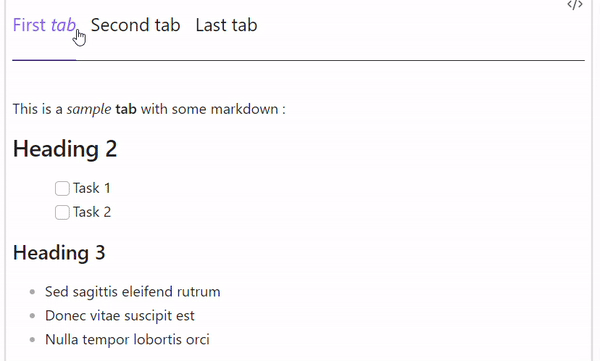 </>
First tab Second tab Last tab
This is a sample tab with some markdown :
Heading 2
Task 1
Task 2
Heading 3
Sed sagittis eleifend rutrum
Donec vitae suscipit est
Nulla tempor lobortis orci